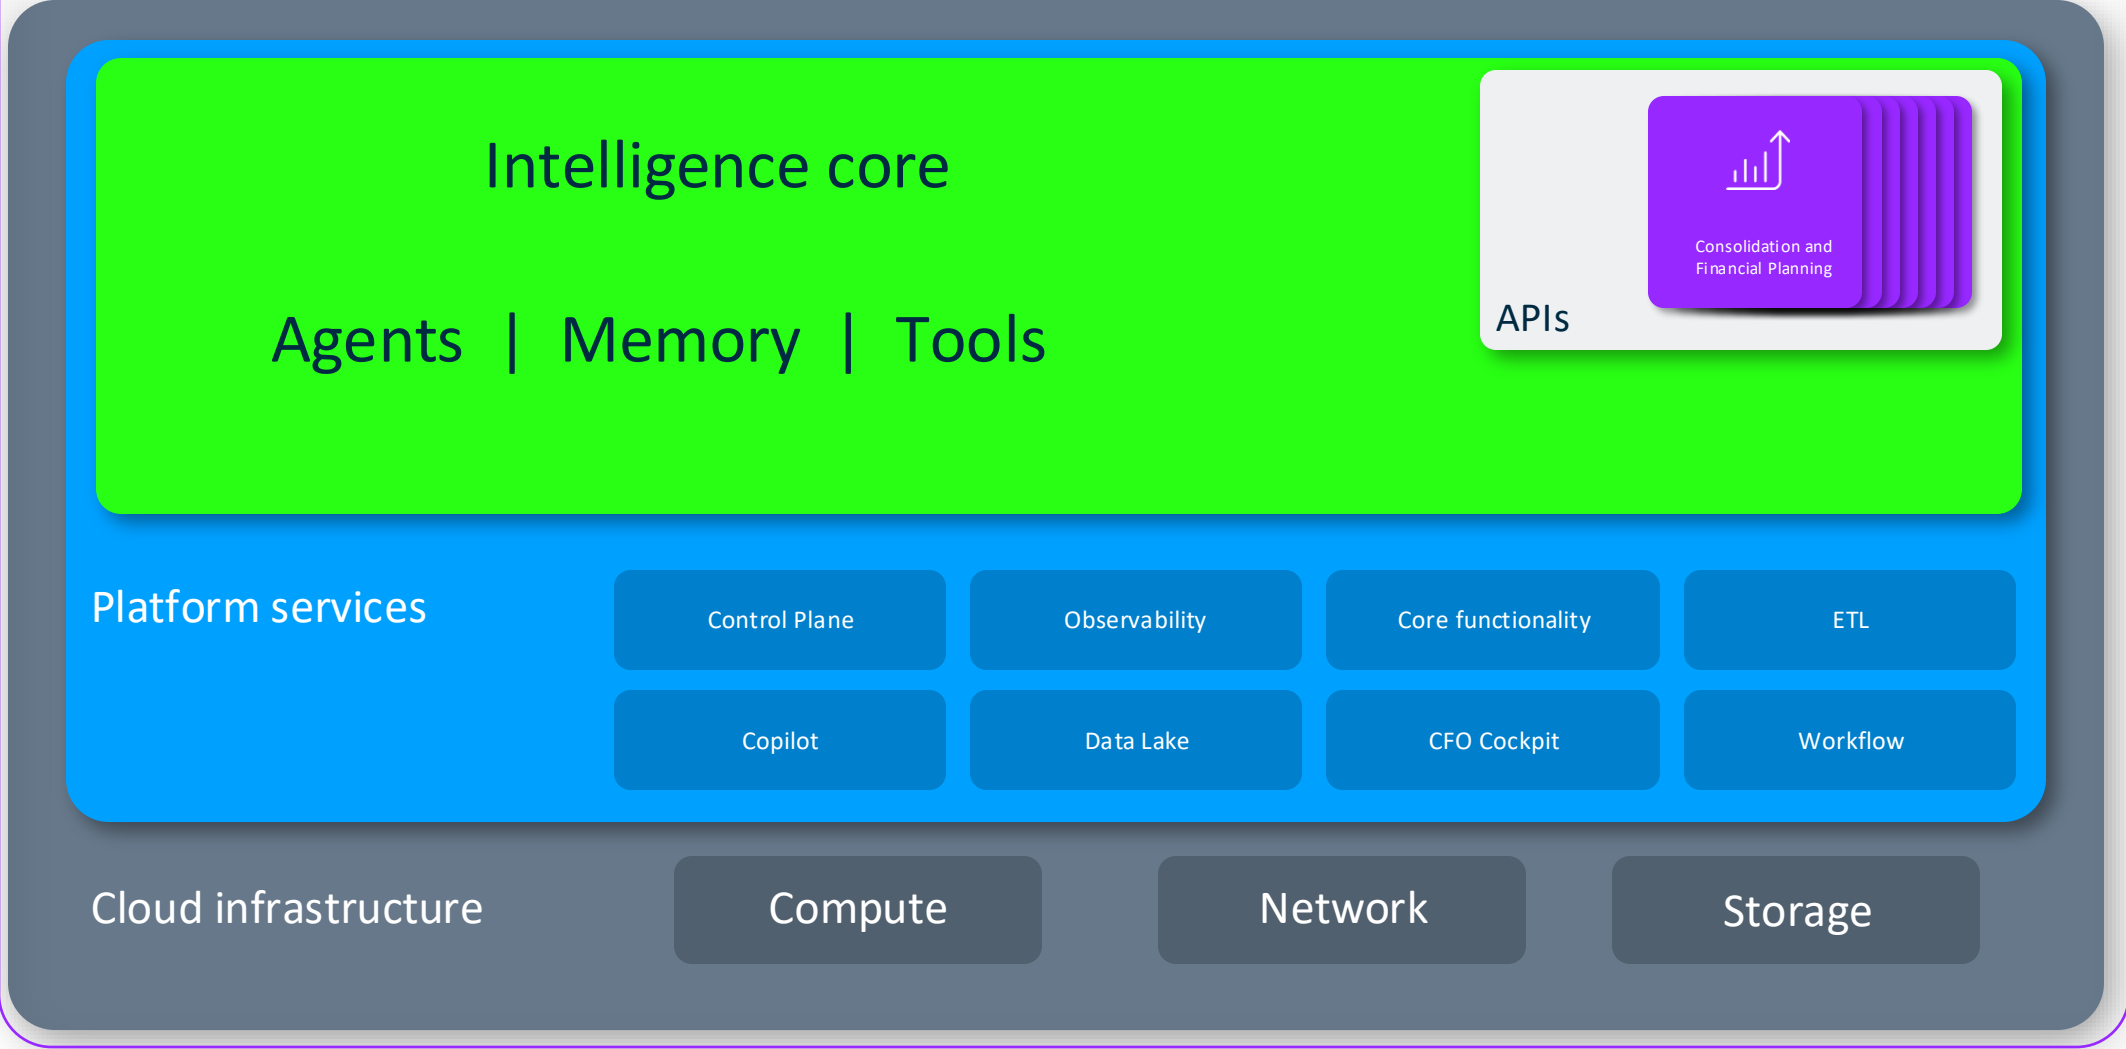 Intelligence core
Agents | Memory | Tools
Consolidation and
Financial Planning
APIs
Platform services
Control Plane
Observability
Core functionality
ETL
Copilot
Data Lake
CFO Cockpit
Workflow
Cloud infrastructure
Compute
Network
Storage